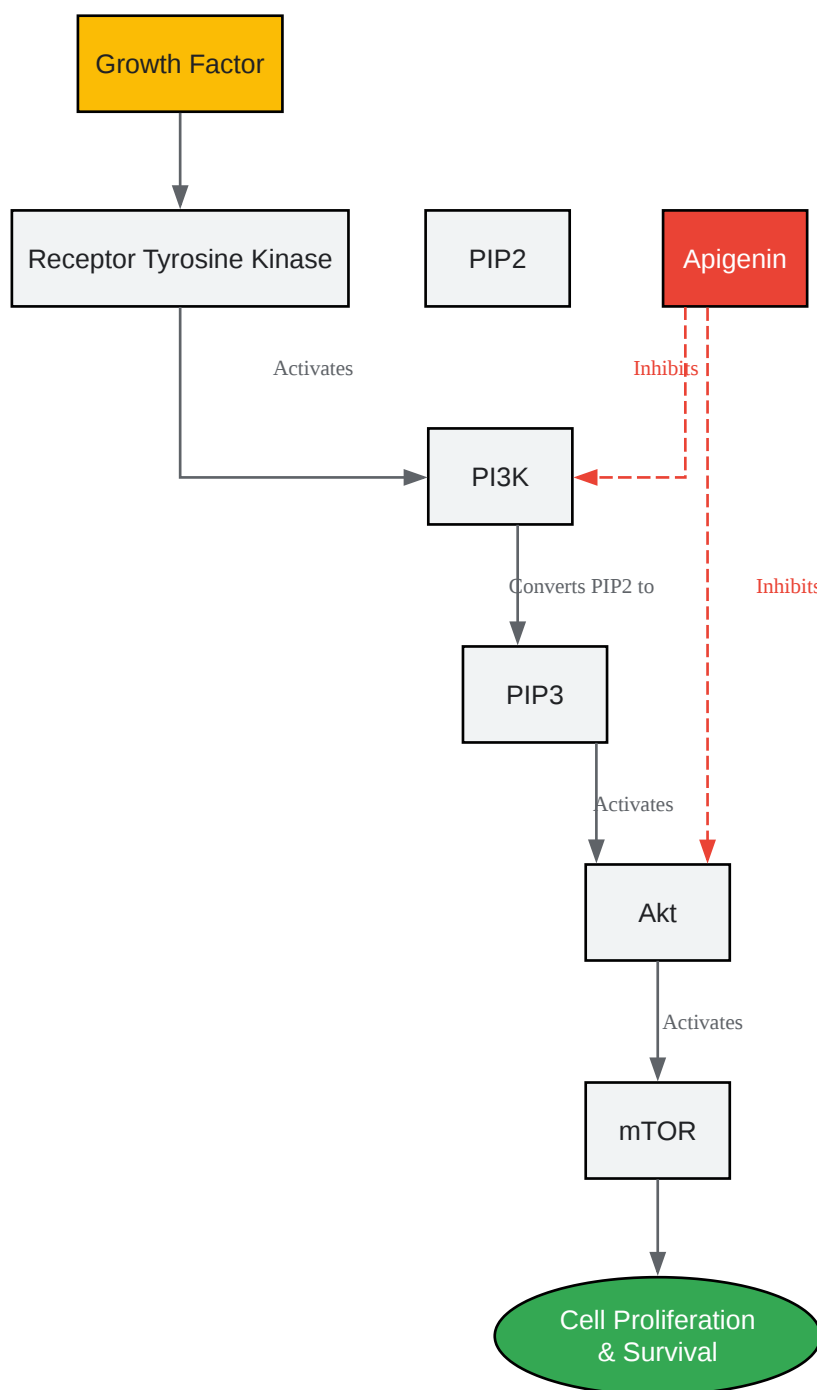 Growth Factor
Receptor Tyrosine Kinase
PIP2
Apigenin
Activates
Inhibits
PI3K
Converts PIP2 to
Inhibits
PIP3
Activates
Akt
Activates
mTOR
Cell Proliferation
& Survival